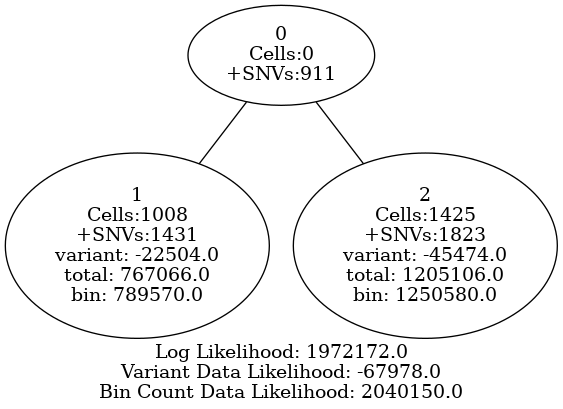 0
Cells:0
+SNVs:911
1
Cells:1008
+SNVs:1431
variant: -22504.0
total: 767066.0
bin: 789570.0
2
Cells:1425
+SNVs:1823
variant: -45474.0
total: 1205106.0
bin: 1250580.0
Log Likelihood: 1972172.0
Variant Data Likelihood: -67978.0
Bin Count Data Likelihood: 2040150.0